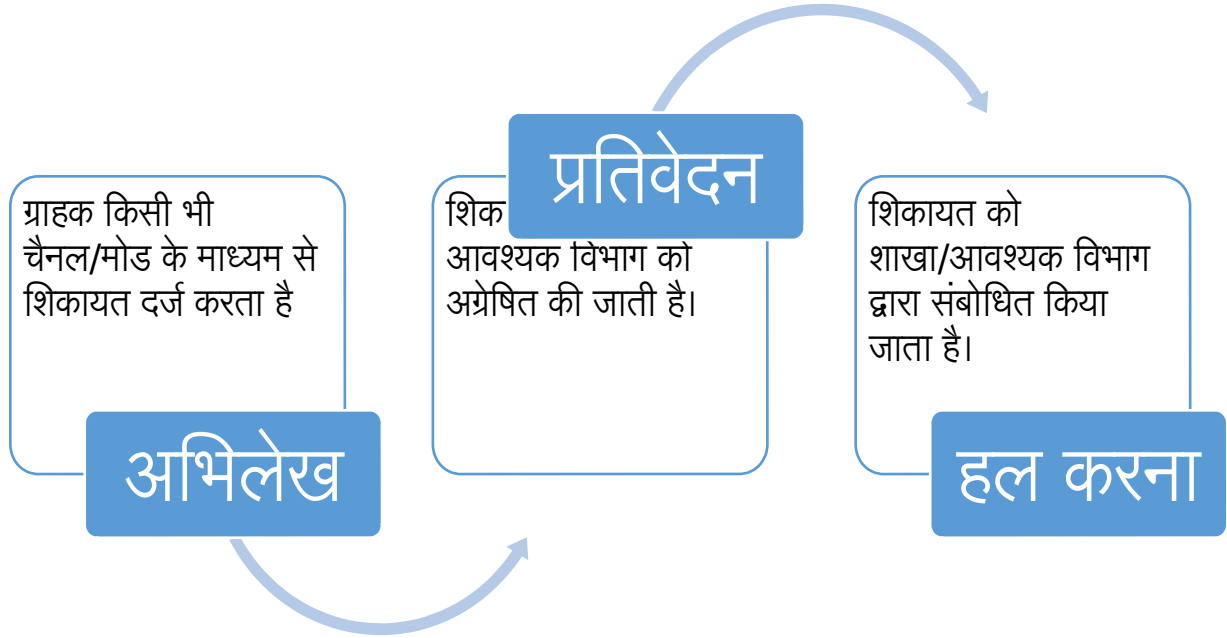 ग्राहक किसी भी
चैनल/मोड के माध्यम से
शिकायत दर्ज करता है
अभिलेख
प्रतिवेदन
आवश्यक विभाग को
अग्रेषित की जाती है।
शिकायत को
शाखा/आवश्यक विभाग
द्वारा संबोधित किया
जाता है।
हल करना